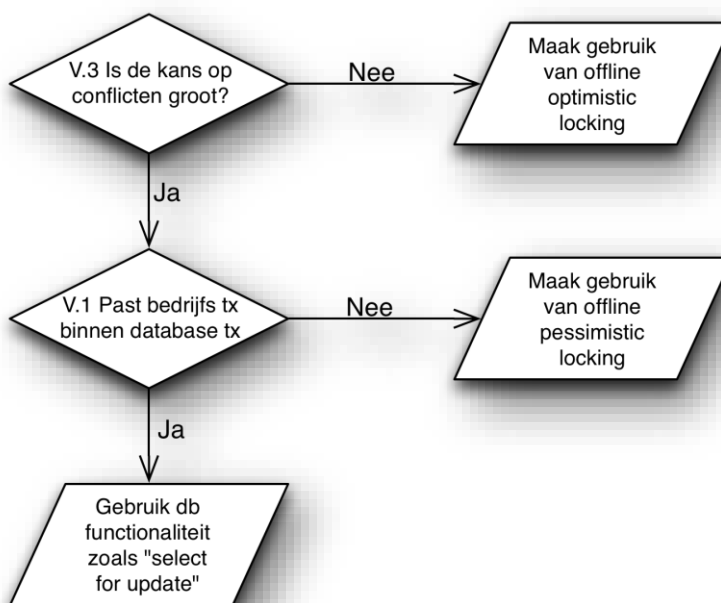 V.3 Is de kans op
conflicten groot?
Nee
Maak gebruik
van offline
optimistic
locking
Ja
V.1 Past bedrijfs tx
binnen database tx
Nee
Maak gebruik
van offline
pessimistic
locking
Ja
Gebruik db
functionaliteit
zoals "select
for update"